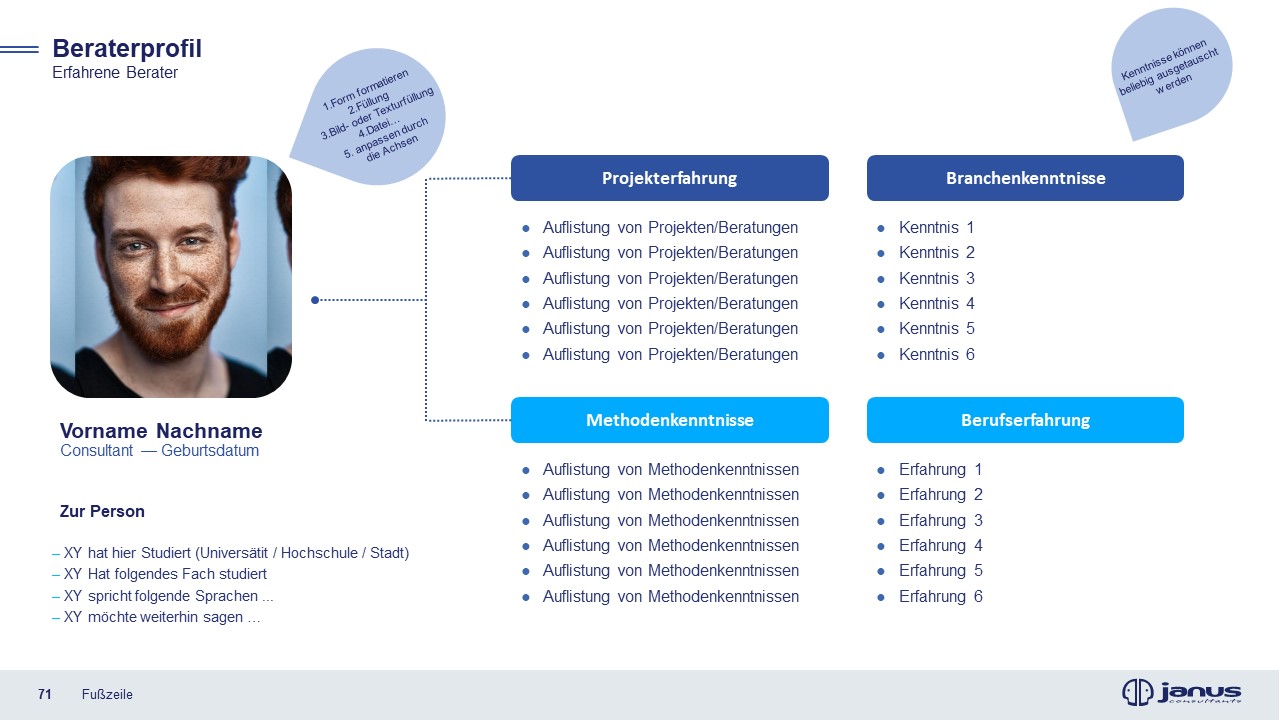 Beraterprofil
Erfahrene Berater
1.Form formatieren
2.Füllung
3.Bild- oder Texturfüllung
4.Datei…
5. anpassen durch
die Achsen
Kenntnisse können
beliebig ausgetauscht
werden
Projekterfahrung
Auflistung von Projekten/Beratungen
Auflistung von Projekten/Beratungen
Auflistung von Projekten/Beratungen
Auflistung von Projekten/Beratungen
Auflistung von Projekten/Beratungen
Auflistung von Projekten/Beratungen
Branchenkenntnisse
Kenntnis 1
Kenntnis 2
Kenntnis 3
Kenntnis 4
Kenntnis 5
Kenntnis 6
Vorname Nachname
Consultant — Geburtsdatum
Zur Person
– XY hat hier Studiert (Universätit / Hochschule / Stadt)
– XY Hat folgendes Fach studiert
– XY spricht folgende Sprachen ...
– XY möchte weiterhin sagen …
Methodenkenntnisse
Auflistung von Methodenkenntnissen
Auflistung von Methodenkenntnissen
Auflistung von Methodenkenntnissen
Auflistung von Methodenkenntnissen
Auflistung von Methodenkenntnissen
Auflistung von Methodenkenntnissen
Berufserfahrung
Erfahrung 1
Erfahrung 2
Erfahrung 3
Erfahrung 4
Erfahrung 5
Erfahrung 6
71 Fußzeile
janus
consultants